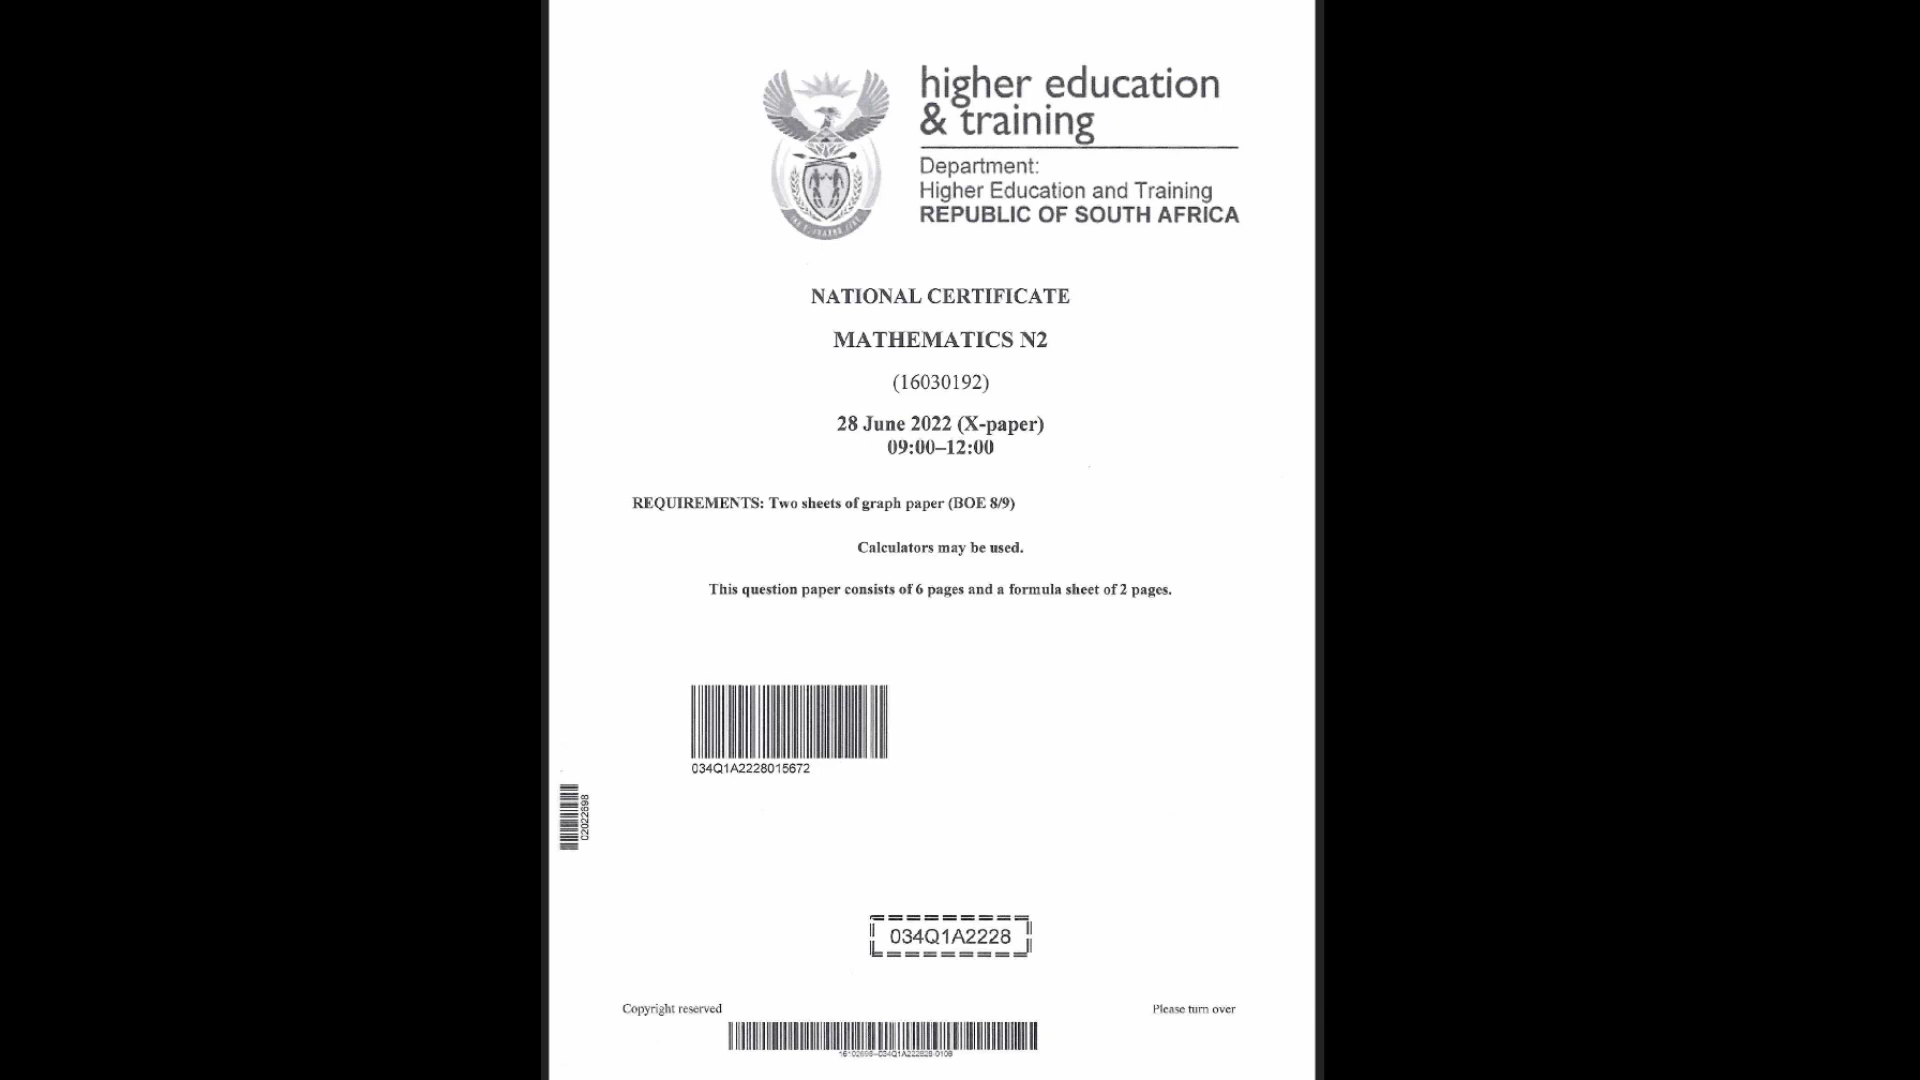 higher education
& training
Department:
Higher Education and Training
REPUBLIC OF SOUTH AFRICA
NATIONAL CERTIFICATE
MATHEMATICS N2
(16030192)
28 June 2022 (X-paper)
09:00–12:00
REQUIREMENTS: Two sheets of graph paper (BOE 8/9)
Calculators may be used.
This question paper consists of 6 pages and a formula sheet of 2 pages.
034Q1A2228015672
02022698
034Q1A2228
Copyright reserved
Please turn over